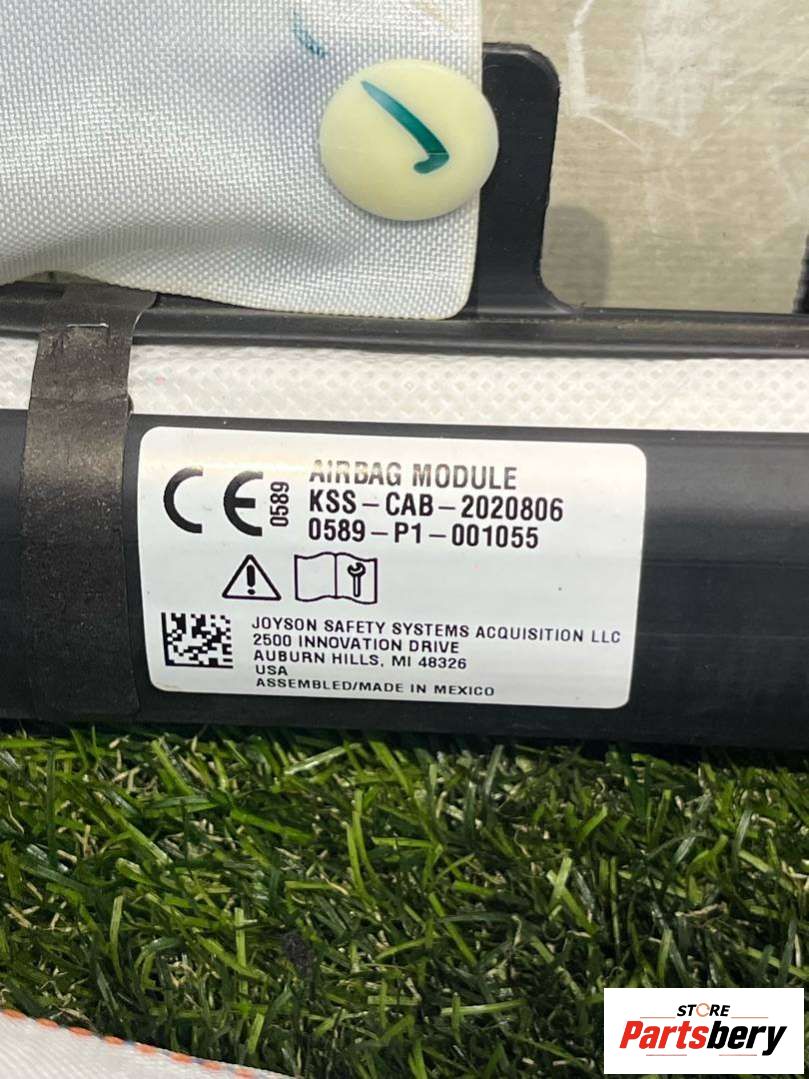 CE 0589
AIRBAG MODULE
KSS-CAB-2020806
0589-P1-001055
JOYSON SAFETY SYSTEMS ACQUISITION LLC
2500 INNOVATION DRIVE
AUBURN HILLS, MI 48326
USA
ASSEMBLED/MADE IN MEXICO
STORE
Partsbery